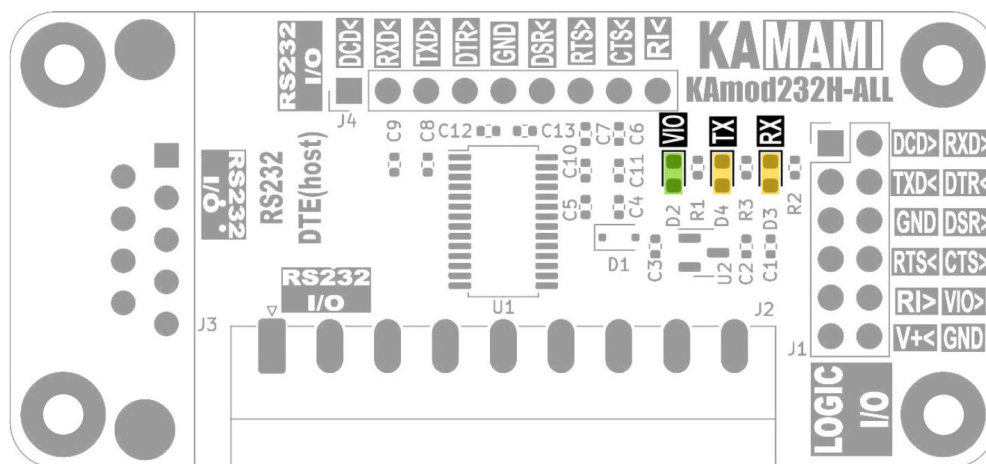 RS232
I/O
DCD<
RXD<
TXD>
DTR>
GND
DSR<
RTS>
CTS<
RI<
KAMAMI
KAmod232H-ALL
J4
C9
C8
C12
C13
C7
C6
VIO
TX
RX
DCD> RXD>
TXD< DTR<
GND DSR>
RTS< CTS>
RI> VIO>
V+< GND
RS232
I/O
RS232
DTE(host)
C10
C11
C5
C4
D2
R1
D4
R3
D3
R2
D1
C3
U2
C2
C1
RS232
I/O
U1
J3
J2
J1
LOGIC
I/O